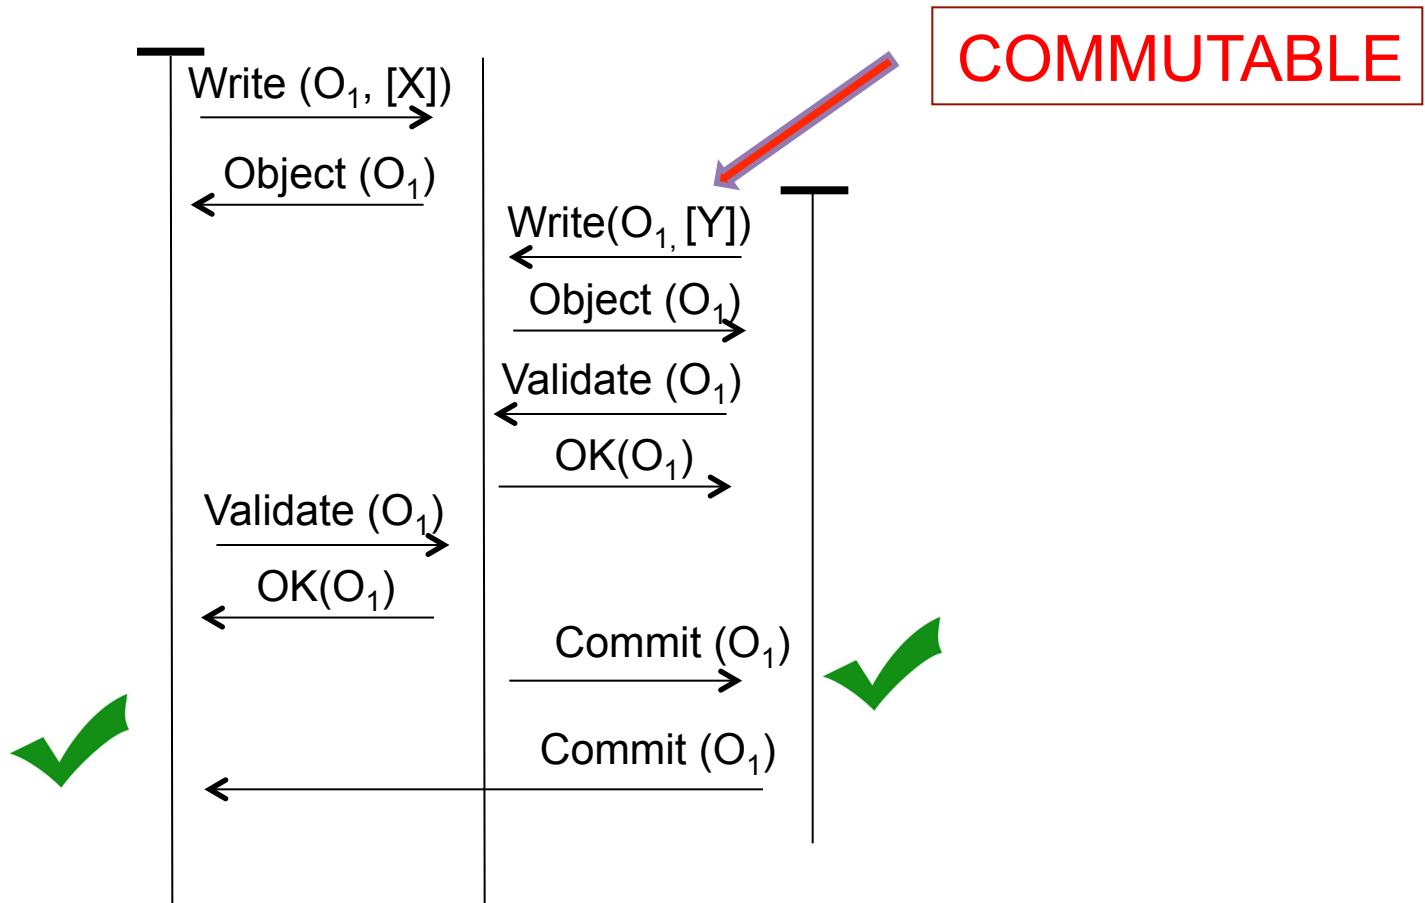 COMMUTABLE
Write (O₁, [X])
Object (O₁)
Write(O₁, [Y])
Object (O₁)
Validate (O₁)
OK(O₁)
Validate (O₁)
OK(O₁)
Commit (O₁)
Commit (O₁)